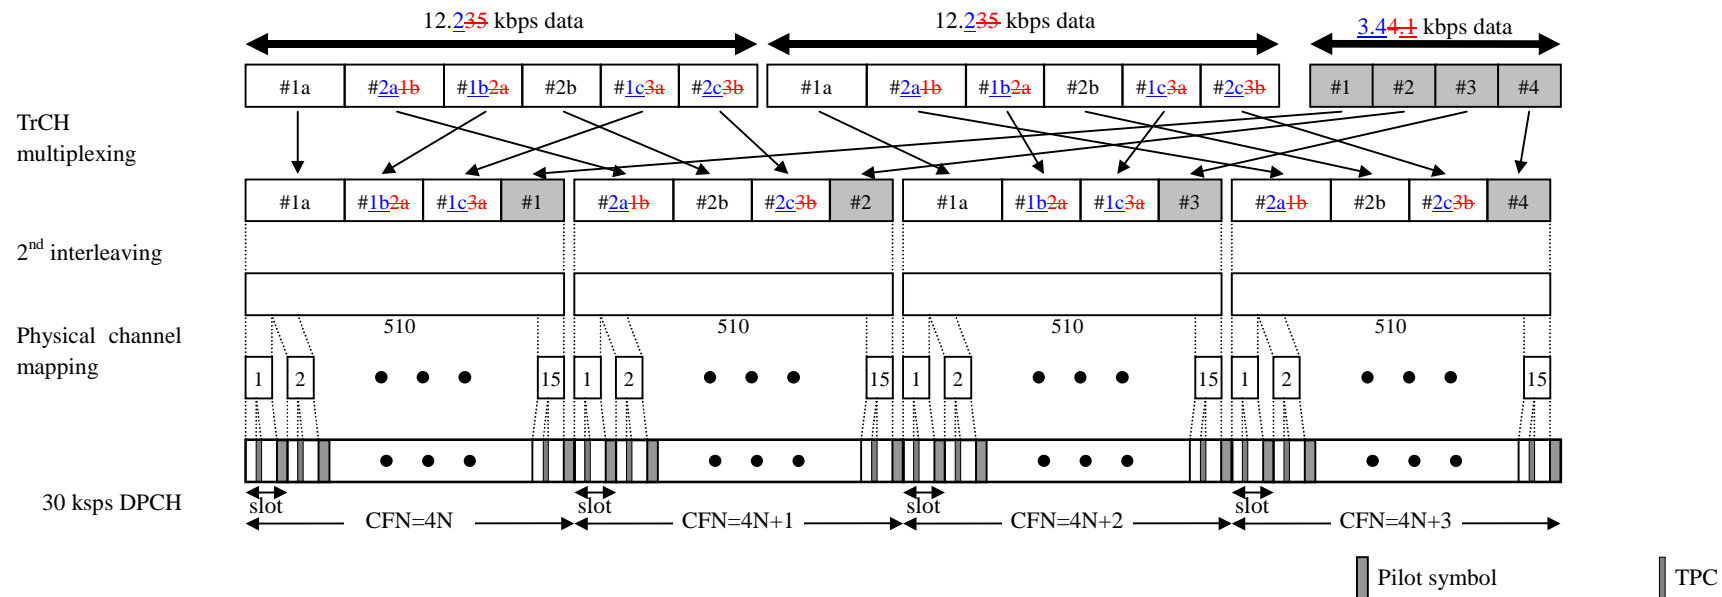 12.235 kbps data 12.235 kbps data 3.44.1 kbps data
#1a #2a1b #1b2a #2b #1c3a #2c3b #1a #2a1b #1b2a #2b #1c3a #2c3b #1 #2 #3 #4
TrCH
multiplexing
#1a #1b2a #1c3a #1 #2a1b #2b #2c3b #2 #1a #1b2a #1c3a #3 #2a1b #2b #2c3b #4
2nd interleaving
510 510 510 510
Physical channel
mapping
1 2 15 1 2 15 1 2 15 1 2 15
30 ksps DPCH
slot slot slot slot
CFN=4N CFN=4N+1 CFN=4N+2 CFN=4N+3
Pilot symbol TPC